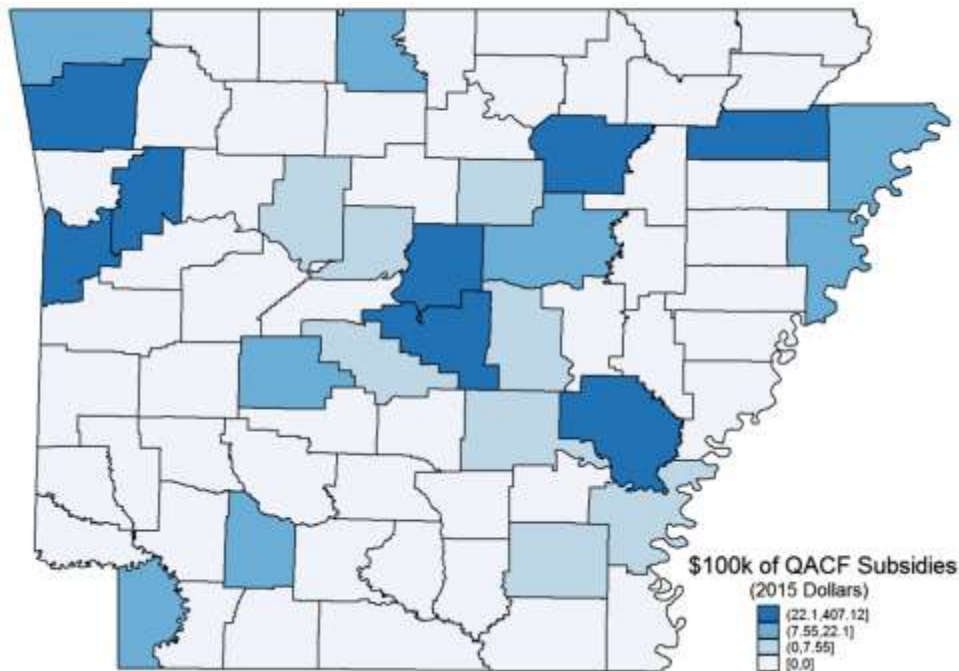 $100k of QACF Subsidies
(2015 Dollars)
(22.1,407.12]
(7.55,22.1]
(0,7.55]
[0,0]